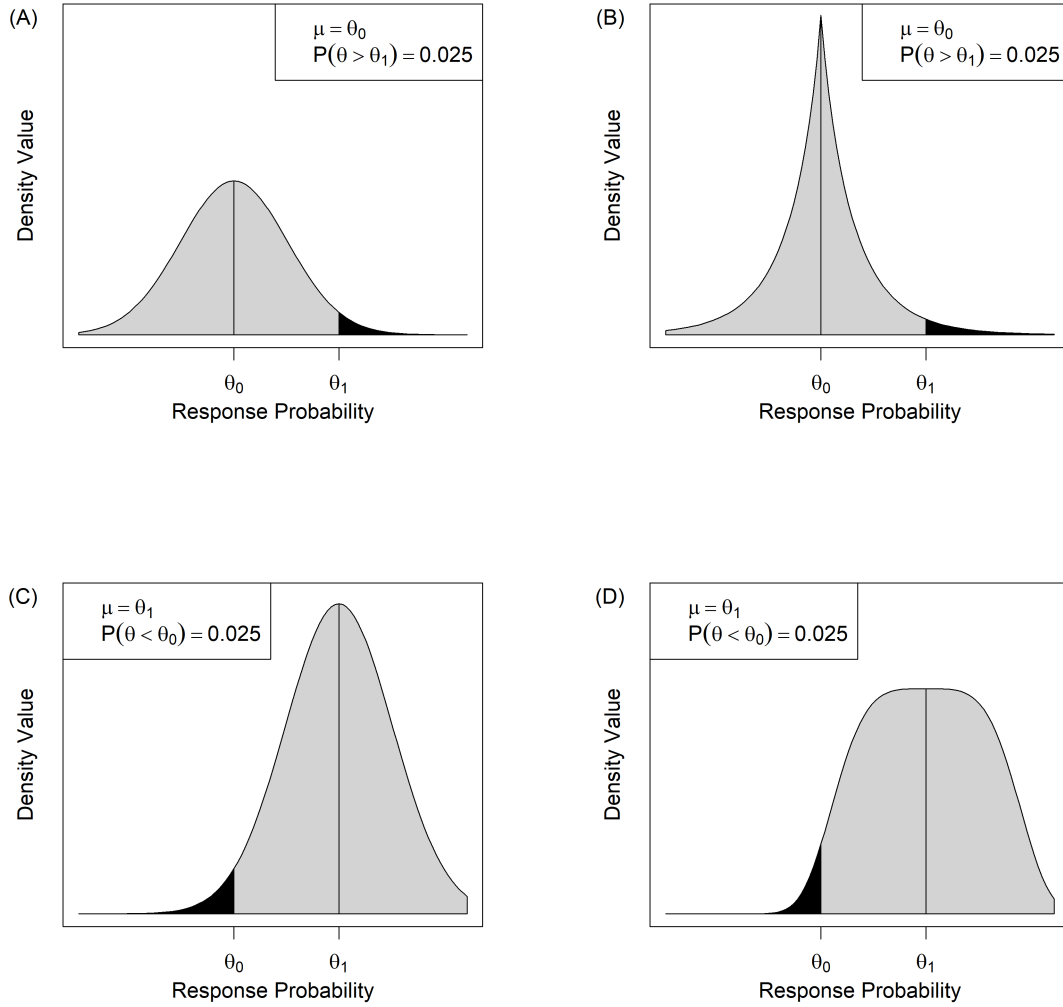 (A)
μ = θ₀
P(θ > θ₁) = 0.025
Density Value
θ₀ θ₁
Response Probability
(B)
μ = θ₀
P(θ > θ₁) = 0.025
Density Value
θ₀ θ₁
Response Probability
(C)
μ = θ₁
P(θ < θ₀) = 0.025
Density Value
θ₀ θ₁
Response Probability
(D)
μ = θ₁
P(θ < θ₀) = 0.025
Density Value
θ₀ θ₁
Response Probability